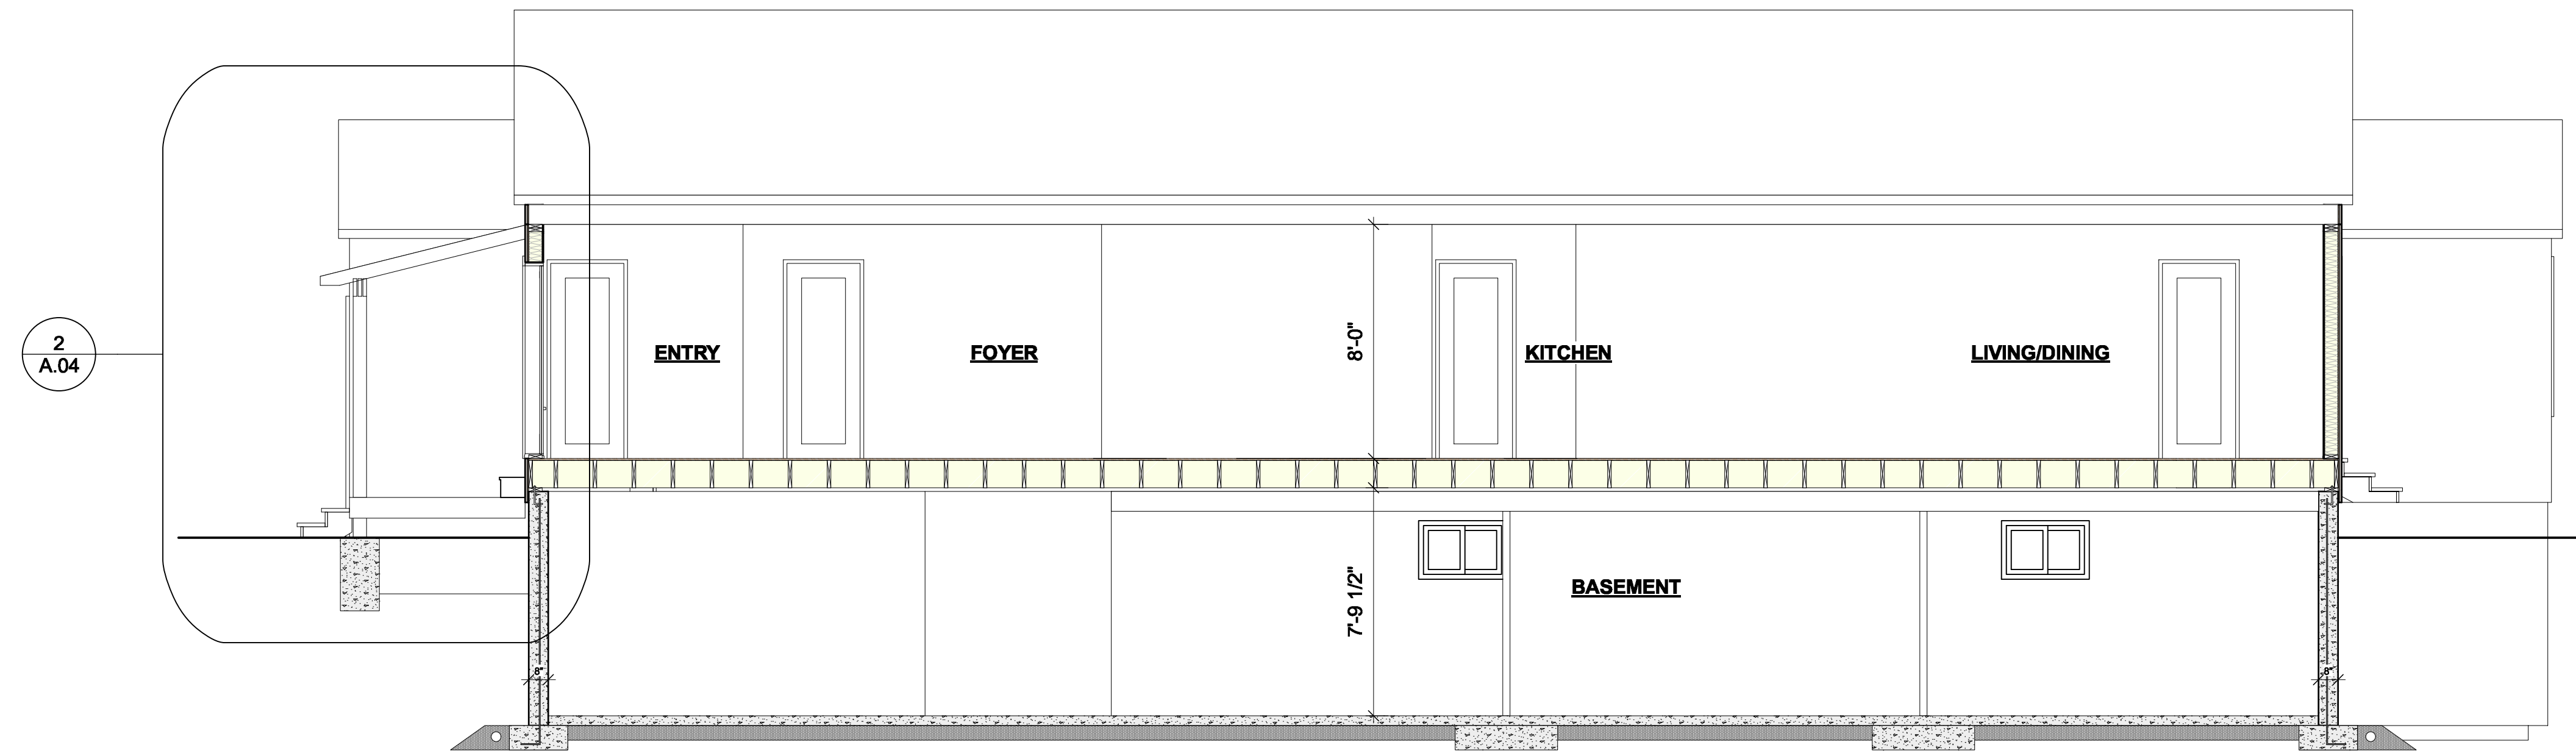 2
A.04
ENTRY
FOYER
8'-0"
KITCHEN
LIVING/DINING
7'-9 1/2"
BASEMENT
8"
8"